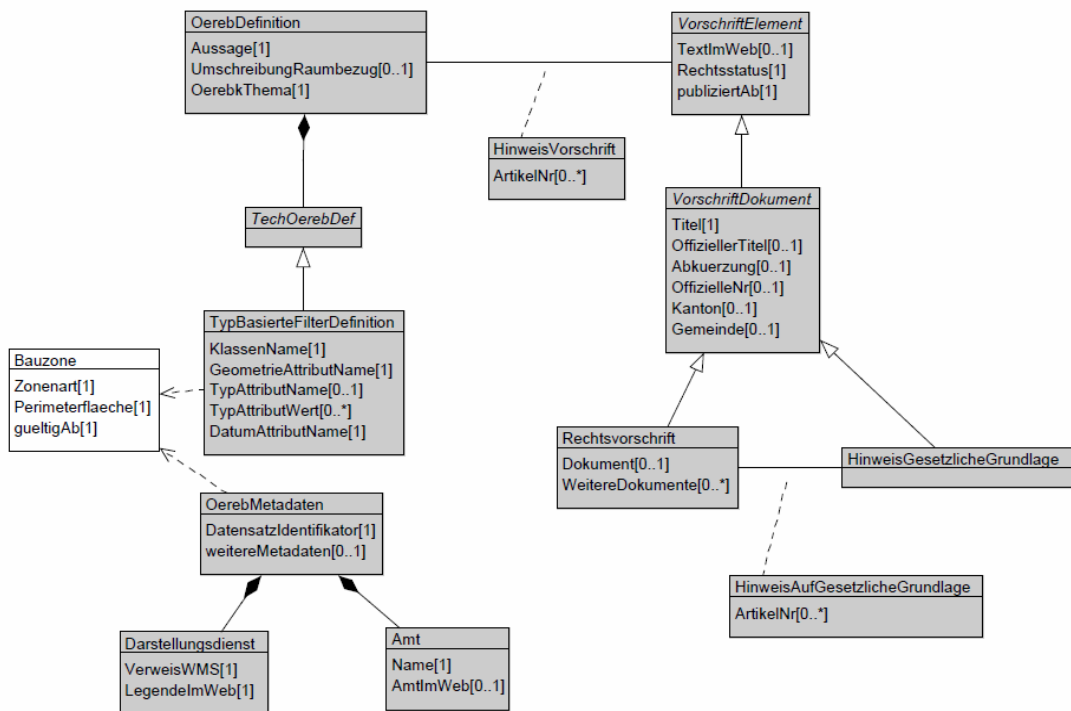 OerebDefinition
Aussage[1]
UmschreibungRaumbezug[0..1]
OerebkThema[1]
VorschriftElement
TextImWeb[0..1]
Rechtsstatus[1]
publiziertAb[1]
HinweisVorschrift
ArtikelNr[0..*]
TechOerebDef
VorschriftDokument
Titel[1]
OffiziellerTitel[0..1]
Abkuerzung[0..1]
OffizielleNr[0..1]
Kanton[0..1]
Gemeinde[0..1]
TypBasierteFilterDefinition
KlassenName[1]
GeometrieAttributName[1]
TypAttributName[0..1]
TypAttributWert[0..*]
DatumAttributName[1]
Bauzone
Zonenart[1]
Perimeterflaeche[1]
gueltigAb[1]
Rechtsvorschrift
Dokument[0..1]
WeitereDokumente[0..*]
HinweisGesetzlicheGrundlage
OerebMetadaten
DatensatzIdentifikator[1]
weitereMetadaten[0..1]
HinweisAufGesetzlicheGrundlage
ArtikelNr[0..*]
Darstellungsdienst
VerweisWMS[1]
LegendeImWeb[1]
Amt
Name[1]
AmtImWeb[0..1]